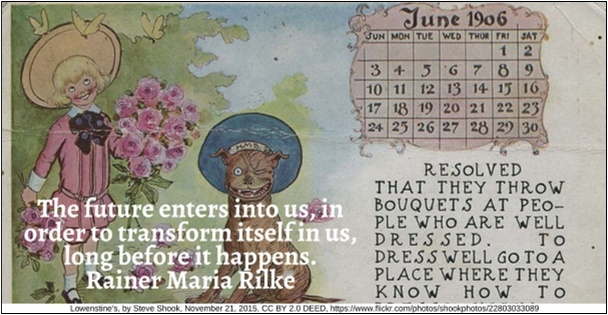 June 1906
SUN MON TUE WED THUR FRI SAT
1 2
3 4 5 6 7 8 9
10 11 12 13 14 15 16
17 18 19 20 21 22 23
24 25 26 27 28 29 30
RESOLVED
THAT THEY THROW
BOUQUETS AT PEO-
PLE WHO ARE WELL
DRESSED. TO
DRESS WELL GO TO A
PLACE WHERE THEY
KNOW HOW TO
The future enters into us, in
order to transform itself in us,
long before it happens.
Rainer Maria Rilke
Lowenstine's, by Steve Shook, November 21, 2015. CC BY 2.0 DEED, https://www.flickr.com/photos/shookphotos/22803033089